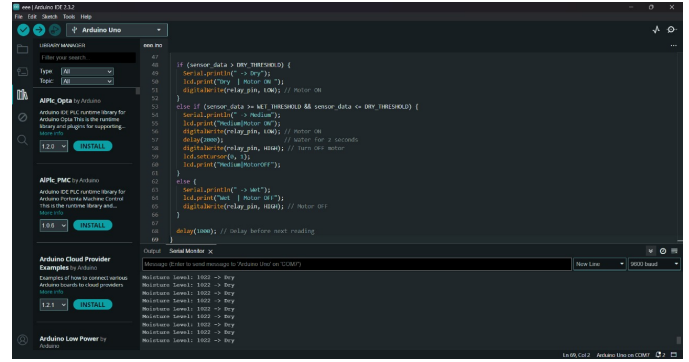 eee | Arduino IDE 2.3.2
File Edit Sketch Tools Help
Arduino Uno
LIBRARY MANAGER
Filter your search...
Type: All
Topic: All
AIPlc_Opta by Arduino
Arduino IDE PLC runtime library for
Arduino Opta This is the runtime
library and plugins for supporting...
More info
1.2.0
INSTALL
AIPlc_PMC by Arduino
Arduino IDE PLC runtime library for
Arduino Portenta Machine Control
This is the runtime library and...
More info
1.0.6
INSTALL
Arduino Cloud Provider
Examples by Arduino
Examples of how to connect various
Arduino boards to cloud providers
More info
1.2.1
INSTALL
Arduino Low Power by
Arduino
eee.ino
47
48 if (sensor_data > DRY_THRESHOLD) {
49 Serial.println(" -> Dry");
50 lcd.print("Dry | Motor ON ");
51 digitalWrite(relay_pin, LOW); // Motor ON
52 }
53 else if (sensor_data >= WET_THRESHOLD && sensor_data <= DRY_THRESHOLD) {
54 Serial.println(" -> Medium");
55 lcd.print("Medium|Motor ON");
56 digitalWrite(relay_pin, LOW); // Motor ON
57 delay(2000); // Water for 2 seconds
58 digitalWrite(relay_pin, HIGH); // Turn OFF motor
59 lcd.setCursor(0, 1);
60 lcd.print("Medium|MotorOFF");
61 }
62 else {
63 Serial.println(" -> Wet");
64 lcd.print("Wet | Motor OFF");
65 digitalWrite(relay_pin, HIGH); // Motor OFF
66 }
67
68 delay(1000); // Delay before next reading
69 }
Output Serial Monitor x
Message (Enter to send message to 'Arduino Uno' on 'COM7')
New Line
9600 baud
Moisture Level: 1022 -> Dry
Moisture Level: 1022 -> Dry
Moisture Level: 1022 -> Dry
Moisture Level: 1022 -> Dry
Moisture Level: 1022 -> Dry
Moisture Level: 1022 -> Dry
Moisture Level: 1022 -> Dry
Moisture Level: 1022 -> Dry
Ln 69, Col 2 Arduino Uno on COM7 2